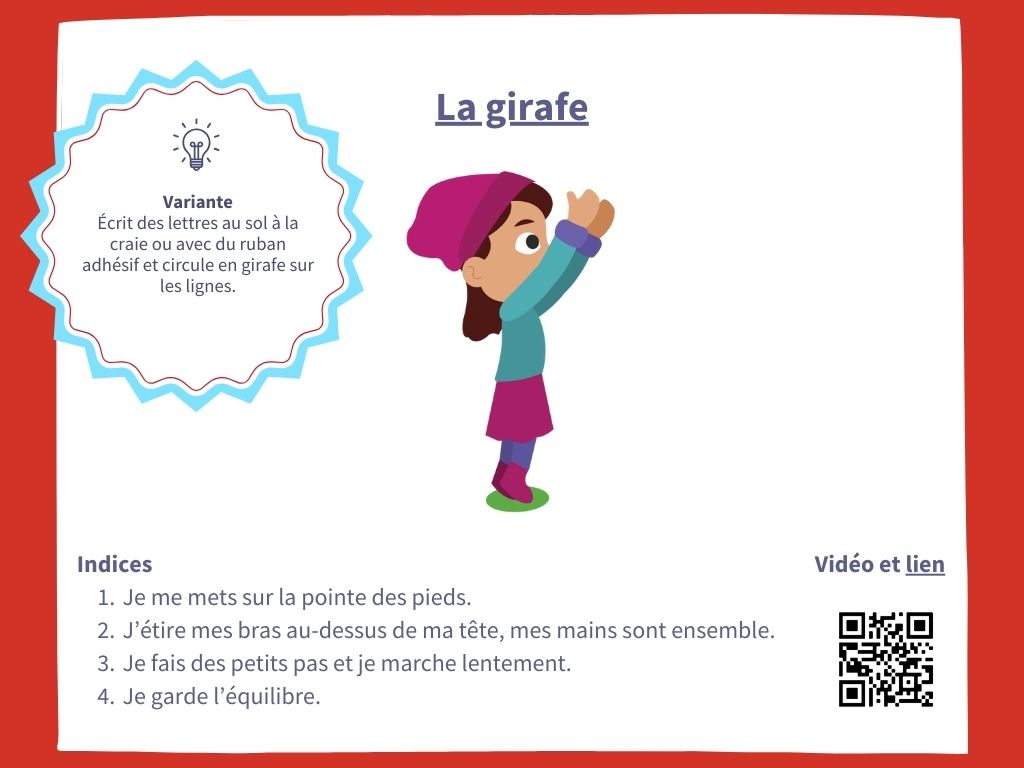 La girafe
Variante
Écrit des lettres au sol à la
craie ou avec du ruban
adhésif et circule en girafe sur
les lignes.
Indices
1. Je me mets sur la pointe des pieds.
2. J’étire mes bras au-dessus de ma tête, mes mains sont ensemble.
3. Je fais des petits pas et je marche lentement.
4. Je garde l’équilibre.
Vidéo et lien